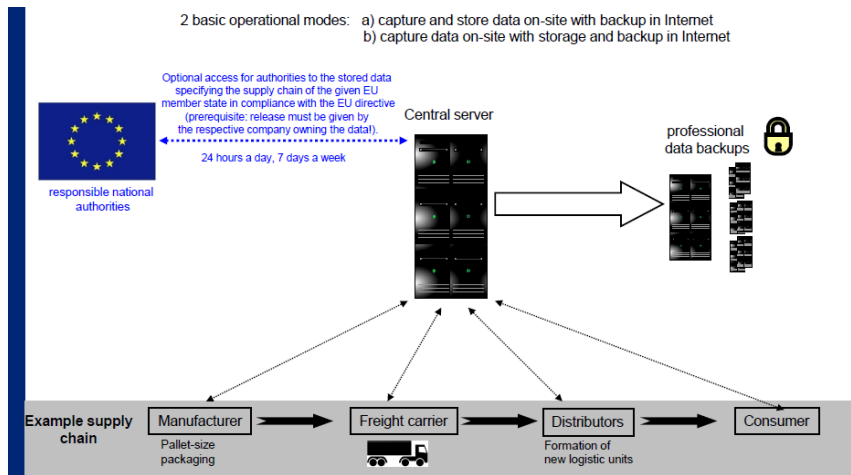 2 basic operational modes: a) capture and store data on-site with backup in Internet
b) capture data on-site with storage and backup in Internet
Optional access for authorities to the stored data
specifying the supply chain of the given EU
member state in compliance with the EU directive
(prerequisite: release must be given by
the respective company owning the data!).
24 hours a day, 7 days a week
responsible national
authorities
Central server
professional
data backups
Example supply
chain
Manufacturer
Freight carrier
Distributors
Consumer
Pallet-size
packaging
Formation of
new logistic units